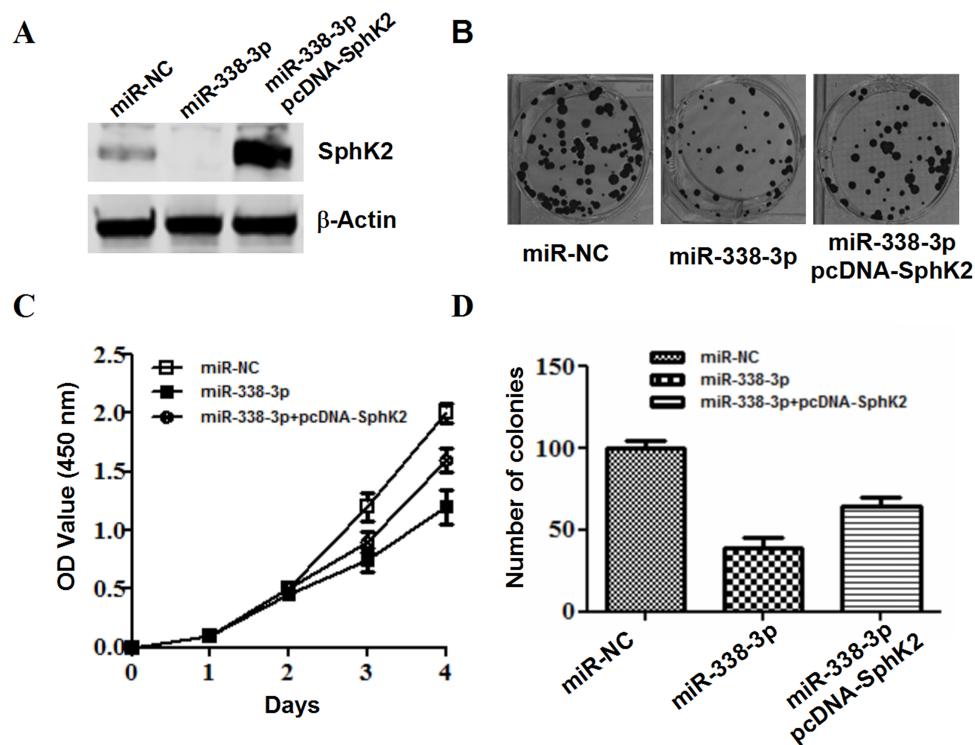 A
miR-NC
miR-338-3p
miR-338-3p
pcDNA-SphK2
SphK2
β-Actin
B
miR-NC
miR-338-3p
miR-338-3p
pcDNA-SphK2
C
OD Value (450 nm)
2.5
2.0
1.5
1.0
0.5
0.0
0
1
2
3
4
Days
miR-NC
miR-338-3p
miR-338-3p+pcDNA-SphK2
D
Number of colonies
150
100
50
0
miR-NC
miR-338-3p
miR-338-3p+pcDNA-SphK2
miR-NC
miR-338-3p
miR-338-3p
pcDNA-SphK2